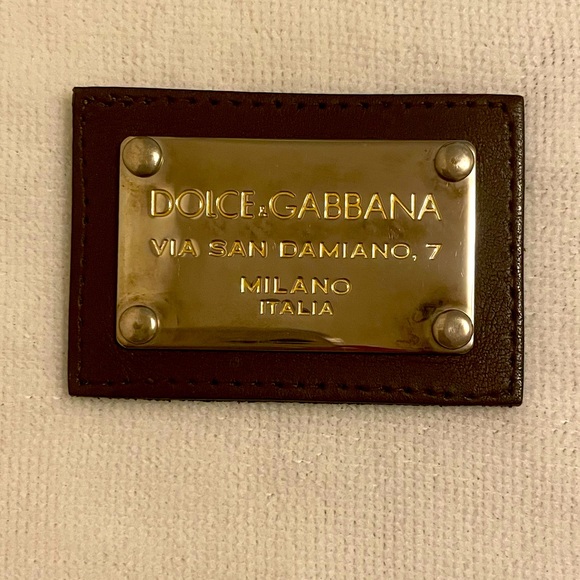 DOLCE & GABBANA
VIA SAN DAMIANO, 7
MILANO
ITALIA